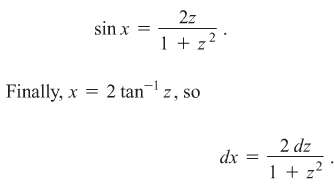 sin x = 2z / (1 + z²) .
Finally, x = 2 tan⁻¹ z, so
dx = 2 dz / (1 + z²) .